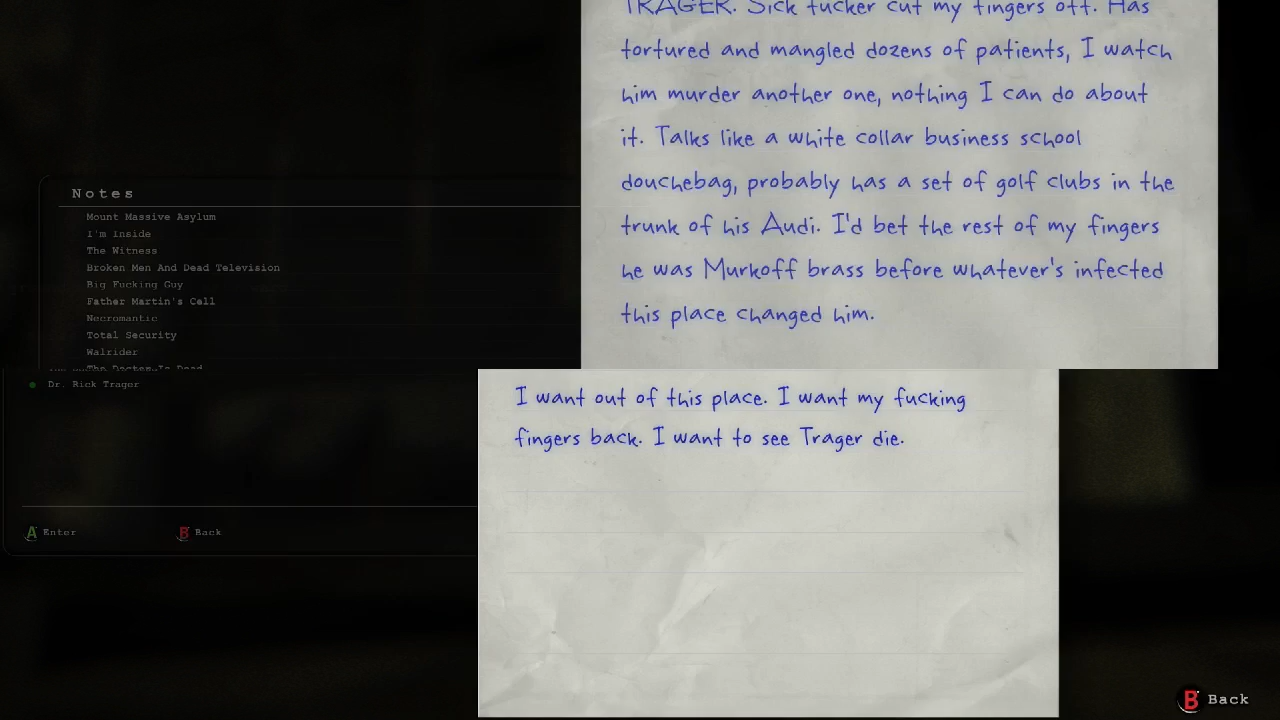 TRAGER. Sick fucker cut my fingers off. Has
tortured and mangled dozens of patients, I watch
him murder another one, nothing I can do about
it. Talks like a white collar business school
douchebag, probably has a set of golf clubs in the
trunk of his Audi. I'd bet the rest of my fingers
he was Murkoff brass before whatever's infected
this place changed him.
Notes
Mount Massive Asylum
I'm Inside
The Witness
Broken Men And Dead Television
Big Fucking Guy
Father Martin's Cell
Necromantic
Total Security
Walrider
The Doctor Is Dead
Dr. Rick Trager
I want out of this place. I want my fucking
fingers back. I want to see Trager die.
A Enter
B Back
B Back